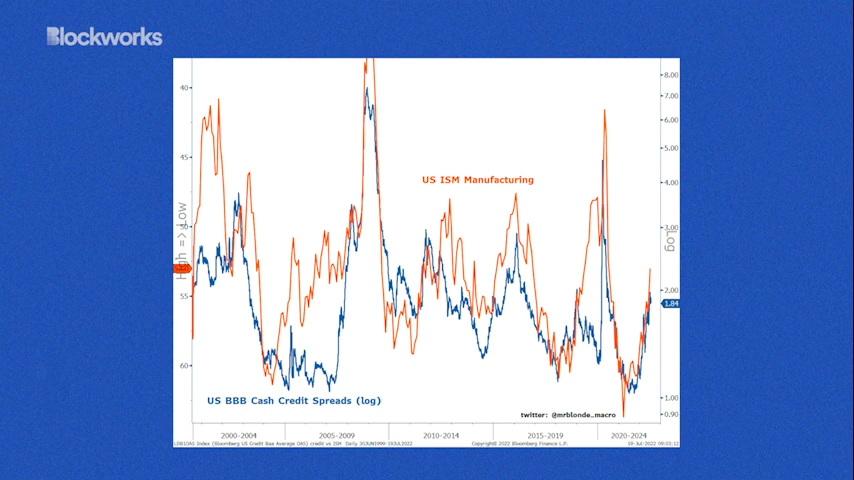 Blockworks
8.00
40
7.00
6.00
45
5.00
US ISM Manufacturing
4.00
High => Low
50
3.00
Log
55
2.00
1.84
60
1.00
US BBB Cash Credit Spreads (log)
twitter: @mrblonde_macro
0.90
2000-2004 2005-2009 2010-2014 2015-2019 2020-2024
Copyright© 2022 Bloomberg Finance L.P.